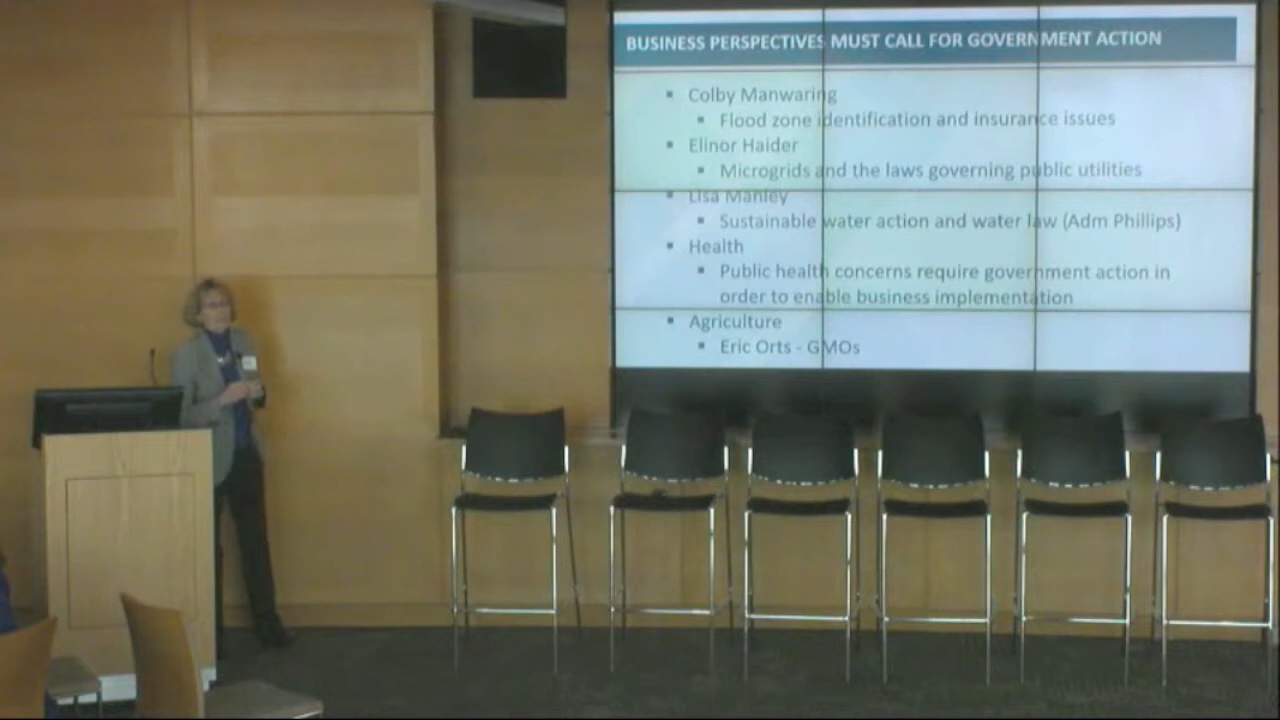 BUSINESS PERSPECTIVES MUST CALL FOR GOVERNMENT ACTION
▪ Colby Manwaring
▪ Flood zone identification and insurance issues
▪ Elinor Haider
▪ Microgrids and the laws governing public utilities
▪ Lisa Manley
▪ Sustainable water action and water law (Adm Phillips)
▪ Health
▪ Public health concerns require government action in
order to enable business implementation
▪ Agriculture
▪ Eric Orts - GMOs